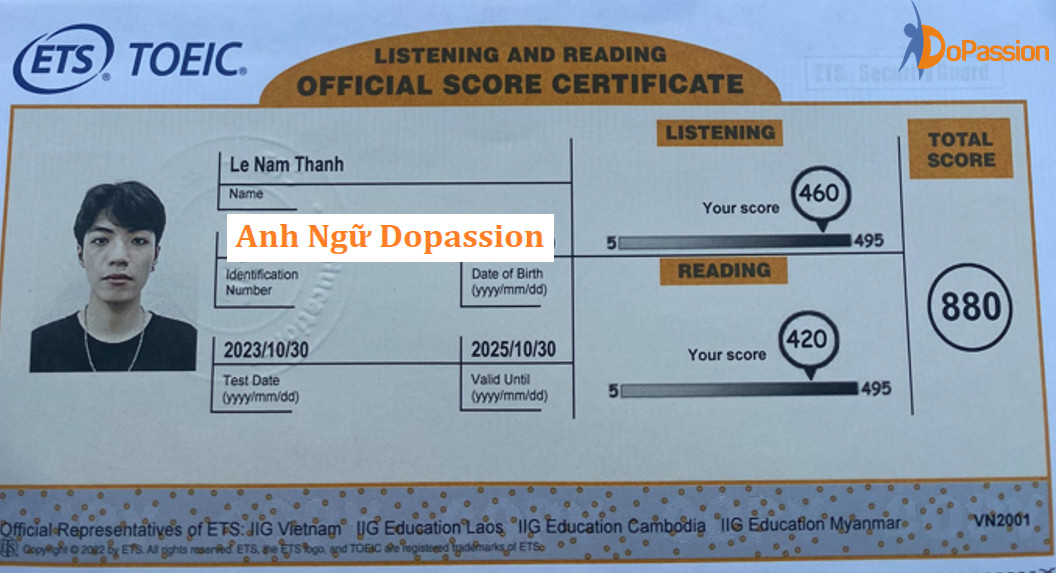 ETS® TOEIC®
LISTENING AND READING
OFFICIAL SCORE CERTIFICATE
DoPassion
ETS. Security Guard
Le Nam Thanh
Name
Anh Ngữ Dopassion
Identification
Number
Date of Birth
(yyyy/mm/dd)
2023/10/30
Test Date
(yyyy/mm/dd)
2025/10/30
Valid Until
(yyyy/mm/dd)
LISTENING
Your score
460
5
495
READING
Your score
420
5
495
TOTAL
SCORE
880
Official Representatives of ETS: IIG Vietnam IIG Education Laos IIG Education Cambodia IIG Education Myanmar
VN2001
Copyright © 2022 by ETS. All rights reserved. ETS, the ETS logo, and TOEIC are registered trademarks of ETS.